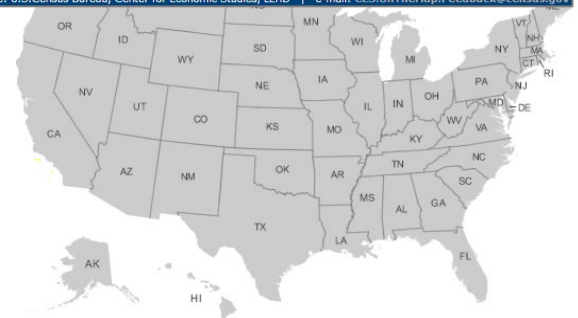 e: U.S.Census Bureau, Center for Economic Studies, LEHD | e-mail: CES.OnTheMap.Feedback@census.gov
ME
MN
VT
OR
ID
WI
NH
SD
NY
MA
WY
MI
CT
RI
IA
PA
NE
NJ
NV
OH
IL
IN
UT
MD
DE
CO
WV
KS
MO
VA
CA
KY
NC
TN
OK
AZ
AR
NM
SC
MS
GA
AL
TX
LA
FL
AK
HI